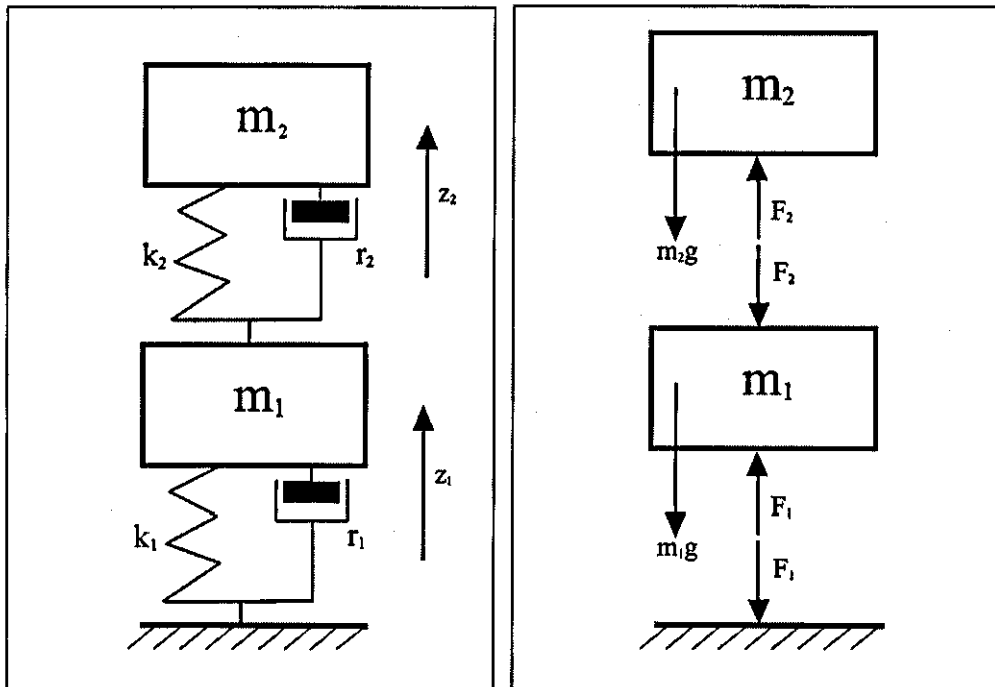 m₂
z₂
k₂
r₂
m₁
z₁
k₁
r₁
m₂
F₂
m₂g
F₂
m₁
F₁
m₁g
F₁